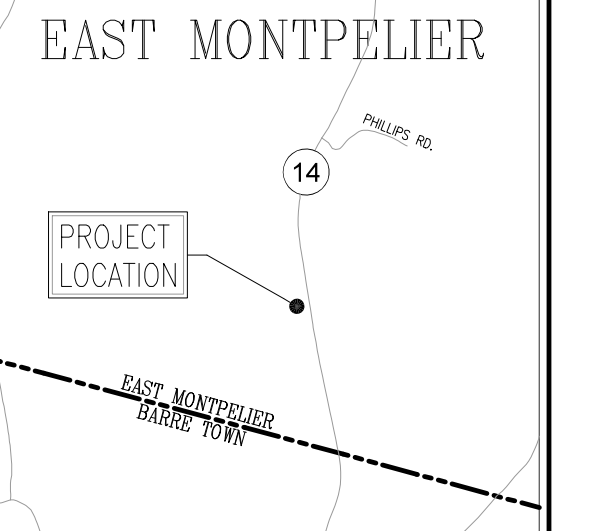 EAST MONTPELIER
PHILLIPS RD.
14
PROJECT
LOCATION
EAST MONTPELIER
BARRE TOWN